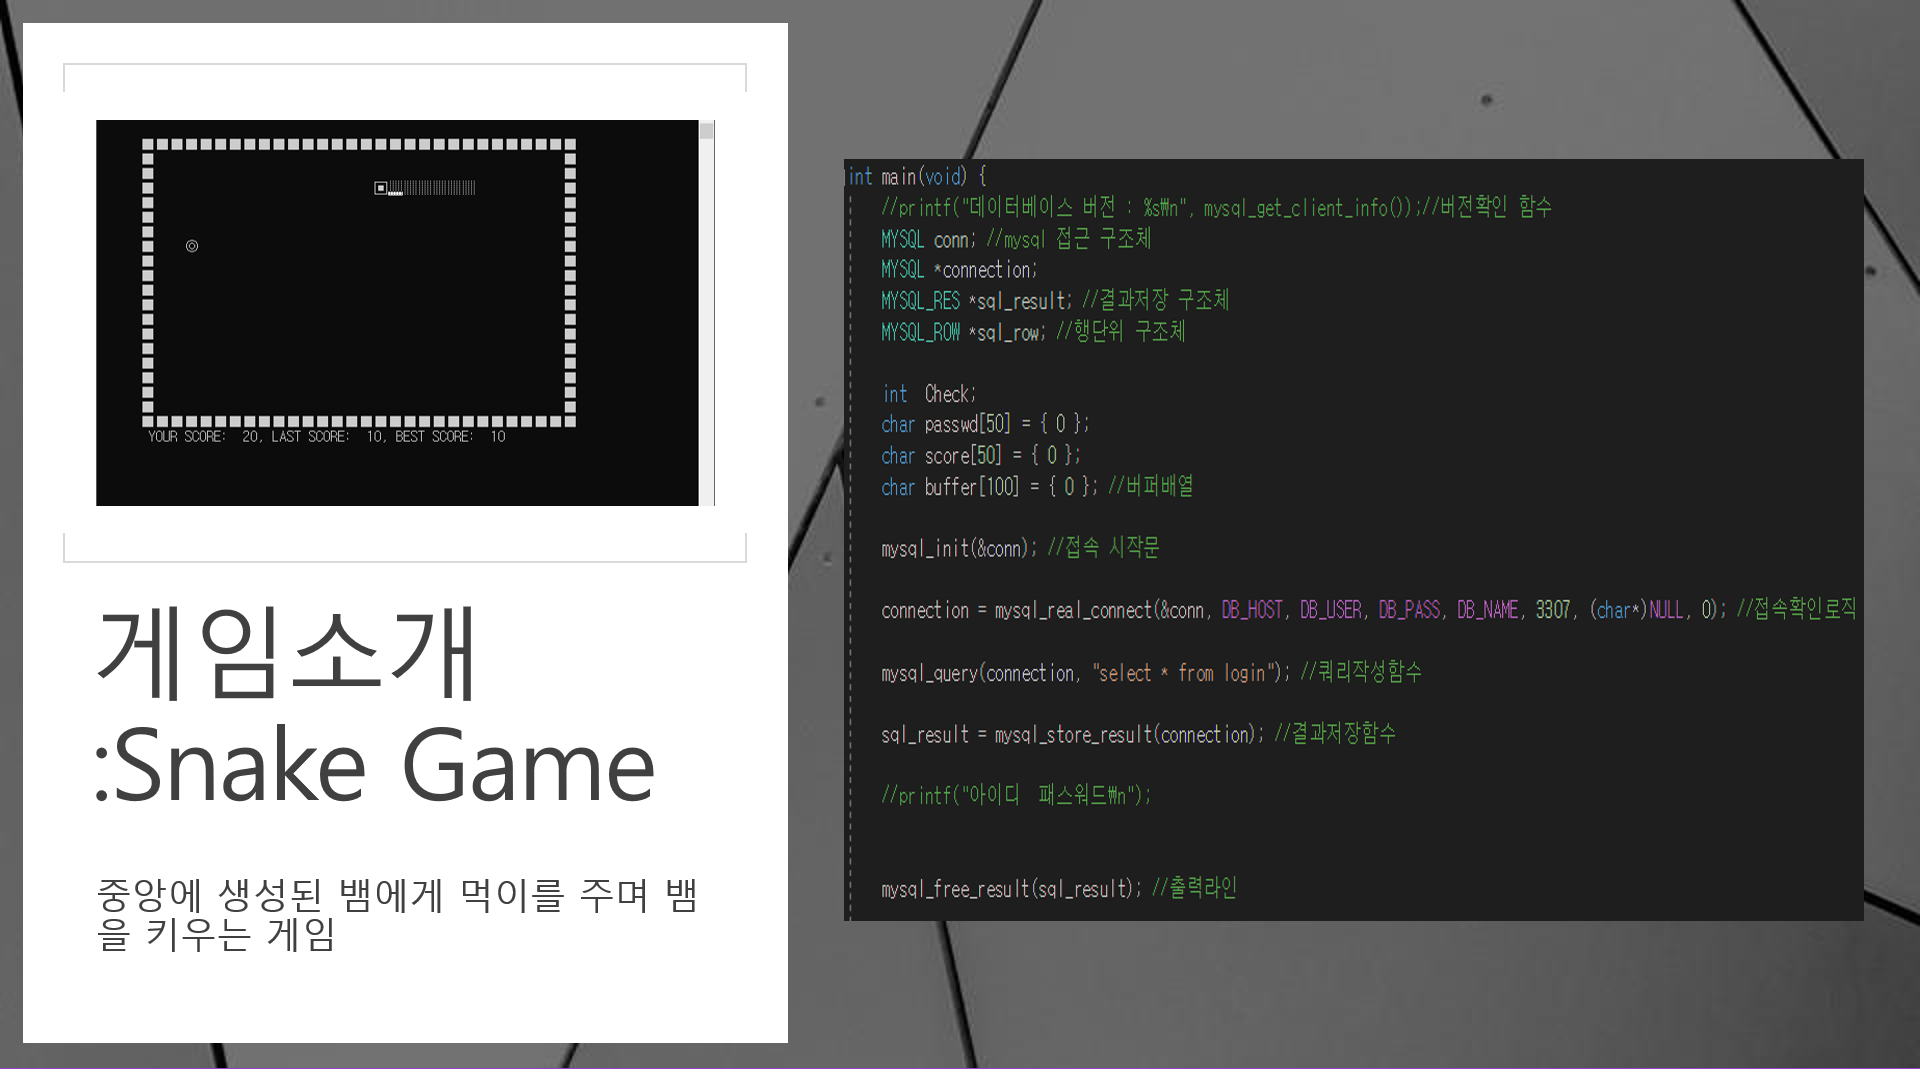 YOUR SCORE:  20, LAST SCORE:  10, BEST SCORE:  10
게임소개
:Snake Game
중앙에 생성된 뱀에게 먹이를 주며 뱀
을 키우는 게임
int main(void) {
//printf("데이터베이스 버전 : %s₩n", mysql_get_client_info());//버전확인 함수
MYSQL conn; //mysql 접근 구조체
MYSQL *connection;
MYSQL_RES *sql_result; //결과저장 구조체
MYSQL_ROW *sql_row; //행단위 구조체
int  Check;
char passwd[50] = { 0 };
char score[50] = { 0 };
char buffer[100] = { 0 }; //버퍼배열
mysql_init(&conn); //접속 시작문
connection = mysql_real_connect(&conn, DB_HOST, DB_USER, DB_PASS, DB_NAME, 3307, (char*)NULL, 0); //접속확인로직
mysql_query(connection, "select * from login"); //쿼리작성함수
sql_result = mysql_store_result(connection); //결과저장함수
//printf("아이디  패스워드₩n");
mysql_free_result(sql_result); //출력라인